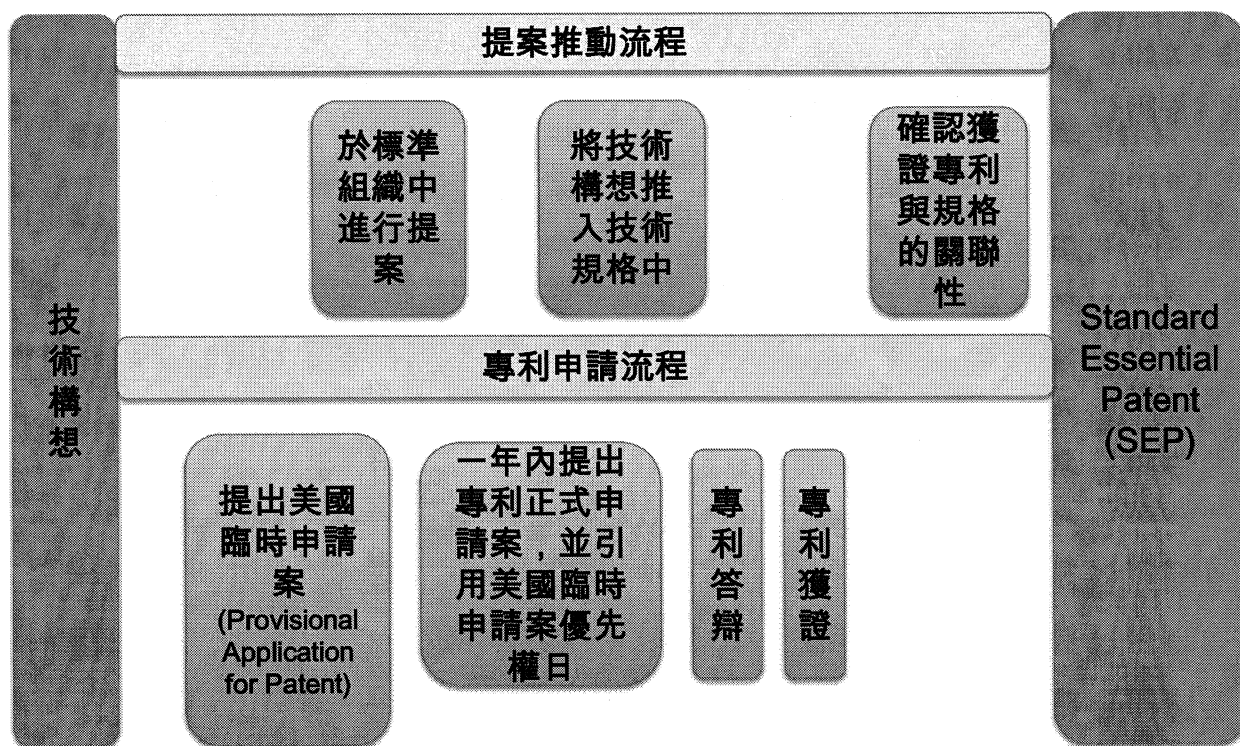 技
術
構
想
提案推動流程
於標準
組織中
進行提
案
將技術
構想推
入技術
規格中
確認獲
證專利
與規格
的關聯
性
專利申請流程
提出美國
臨時申請
案
(Provisional
Application
for Patent)
一年內提出
專利正式申
請案，並引
用美國臨時
申請案優先
權日
專
利
答
辯
專
利
獲
證
Standard
Essential
Patent
(SEP)